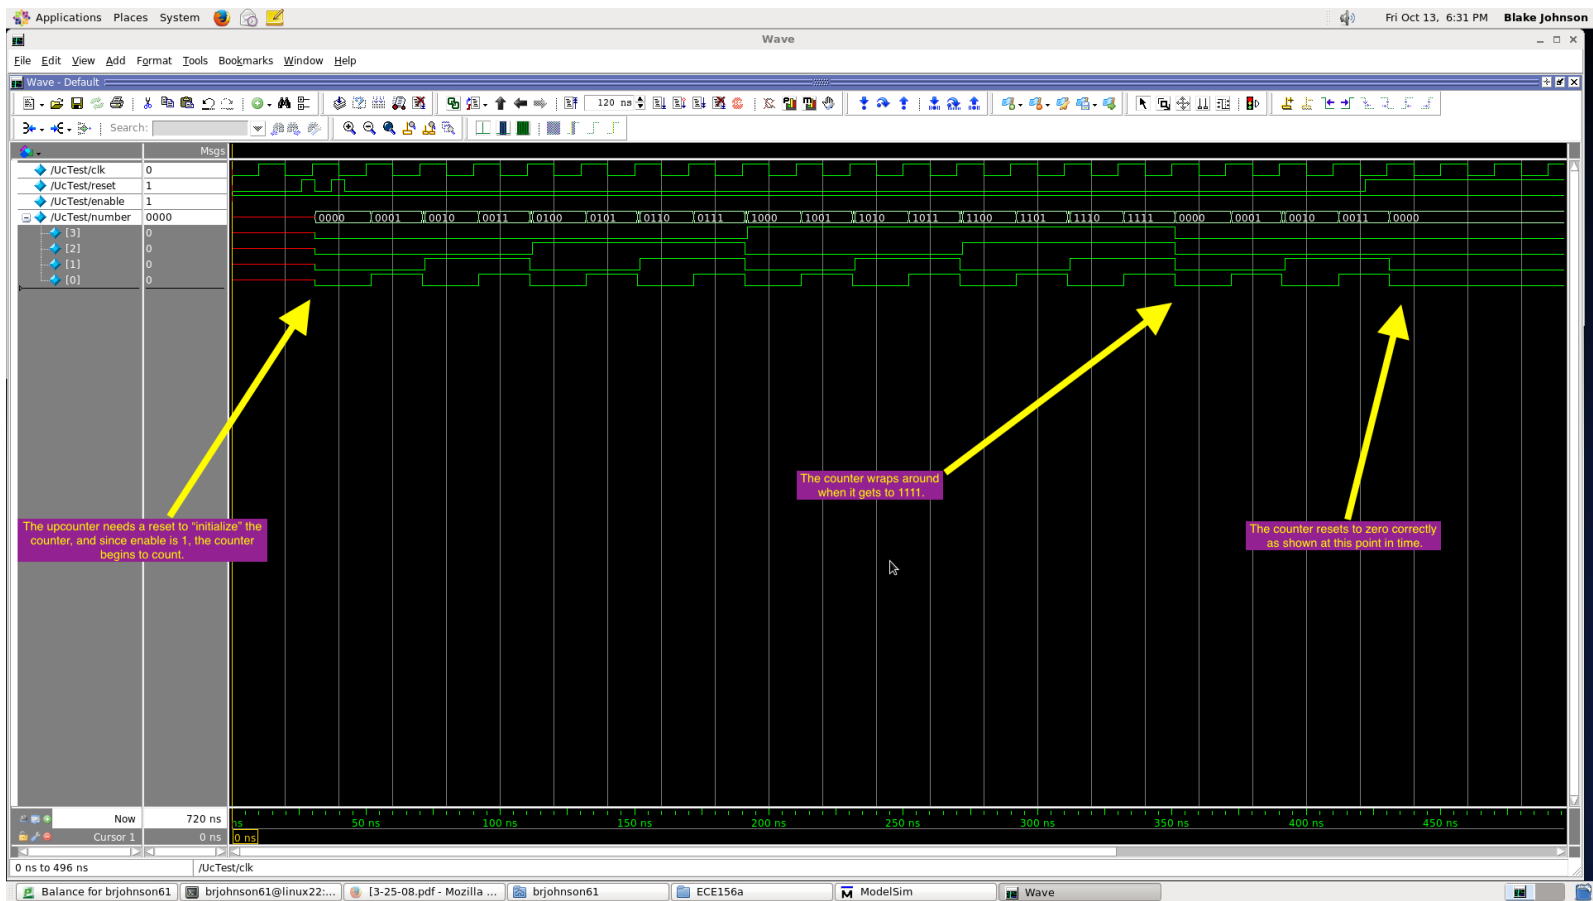 Applications Places System Fri Oct 13, 6:31 PM Blake Johnson
Wave
File Edit View Add Format Tools Bookmarks Window Help
Wave - Default
120 ns
Search:
Msgs
/UcTest/clk 0
/UcTest/reset 1
/UcTest/enable 1
/UcTest/number 0000 0000 0001 0010 0011 0100 0101 0110 0111 1000 1001 1010 1011 1100 1101 1110 1111 0000 0001 0010 0011 0000
[3] 0
[2] 0
[1] 0
[0] 0
The counter wraps around
when it gets to 1111.
The upcounter needs a reset to “initialize” the
counter, and since enable is 1, the counter
begins to count.
The counter resets to zero correctly
as shown at this point in time.
Now 720 ns ns 50 ns 100 ns 150 ns 200 ns 250 ns 300 ns 350 ns 400 ns 450 ns
Cursor 1 0 ns 0 ns
0 ns to 496 ns /UcTest/clk
Balance for brjohnson61 brjohnson61@linux22:... [3-25-08.pdf - Mozilla ... brjohnson61 ECE156a ModelSim Wave